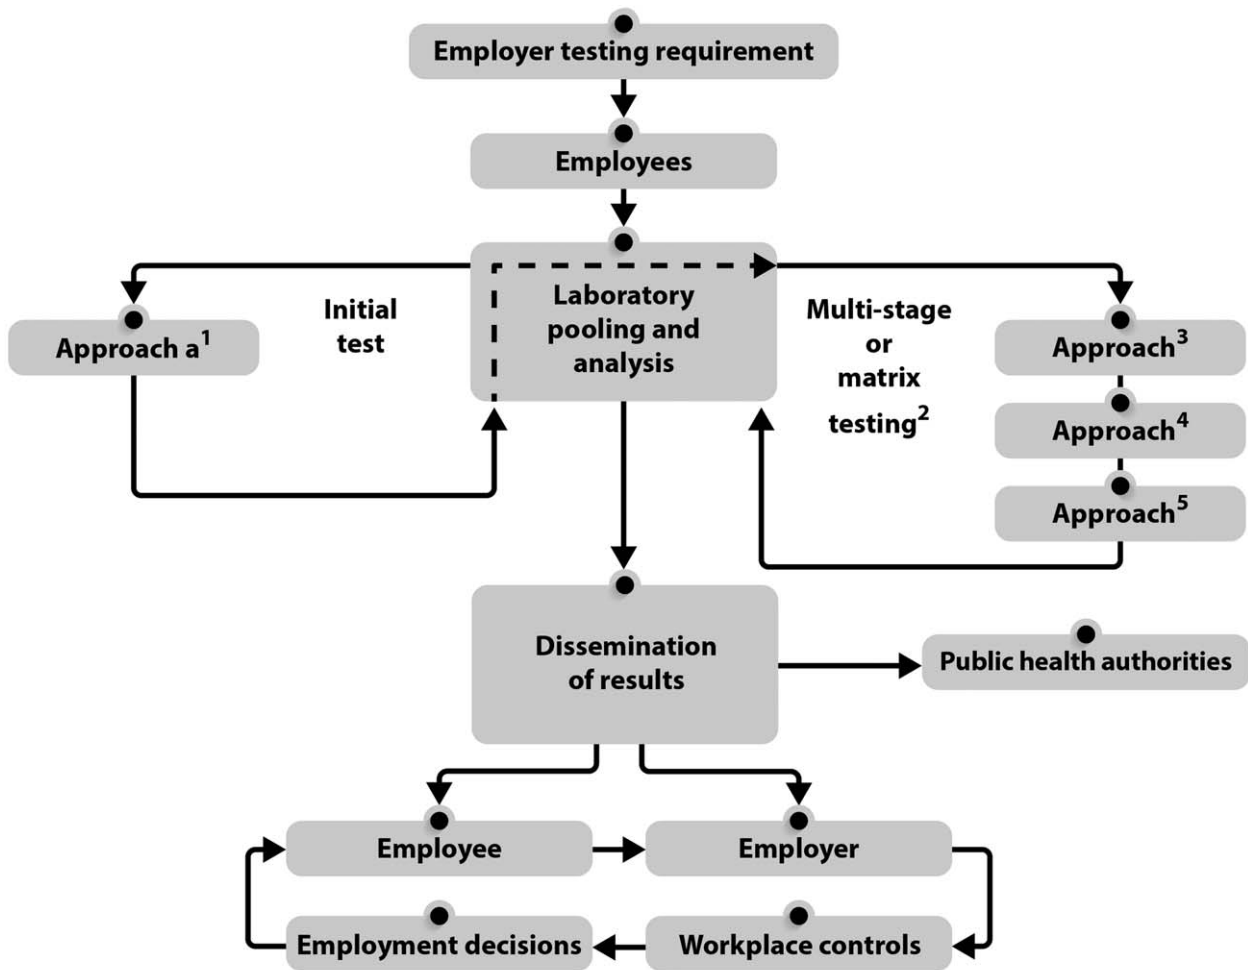 Employer testing requirement
Employees
Initial
test
Laboratory
pooling and
analysis
Multi-stage
or
matrix
testing²
Approach a¹
Approach³
Approach⁴
Approach⁵
Dissemination
of results
Public health authorities
Employee
Employer
Employment decisions
Workplace controls